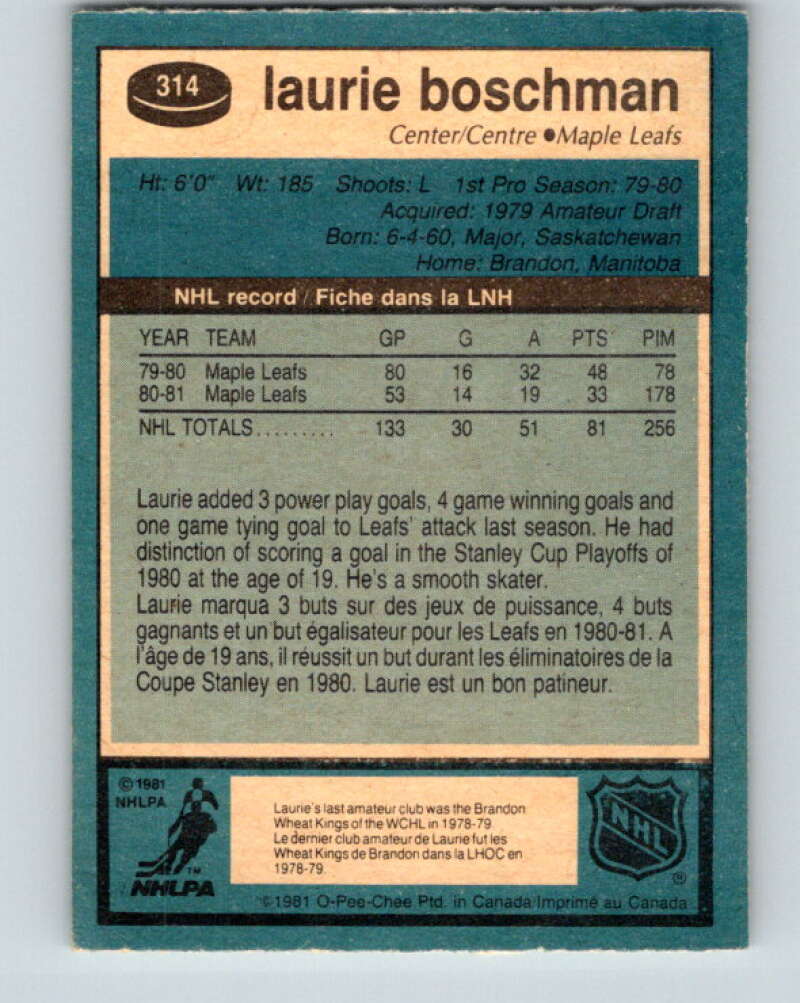 314
laurie boschman
Center/Centre ●Maple Leafs
Ht: 6'0" Wt: 185 Shoots: L 1st Pro Season: 79-80
Acquired: 1979 Amateur Draft
Born: 6-4-60, Major, Saskatchewan
Home: Brandon, Manitoba
NHL record / Fiche dans la LNH
YEAR TEAM GP G A PTS PIM
79-80 Maple Leafs 80 16 32 48 78
80-81 Maple Leafs 53 14 19 33 178
NHL TOTALS......... 133 30 51 81 256
Laurie added 3 power play goals, 4 game winning goals and
one game tying goal to Leafs' attack last season. He had
distinction of scoring a goal in the Stanley Cup Playoffs of
1980 at the age of 19. He's a smooth skater.
Laurie marqua 3 buts sur des jeux de puissance, 4 buts
gagnants et un but égalisateur pour les Leafs en 1980-81. A
l'âge de 19 ans, il réussit un but durant les éliminatoires de la
Coupe Stanley en 1980. Laurie est un bon patineur.
© 1981
NHLPA
TM
NHLPA
Laurie's last amateur club was the Brandon
Wheat Kings of the WCHL in 1978-79.
Le dernier club amateur de Laurie fut les
Wheat Kings de Brandon dans la LHOC en
1978-79.
NHL
®
©1981 O-Pee-Chee Ptd. in Canada/Imprimé au Canada